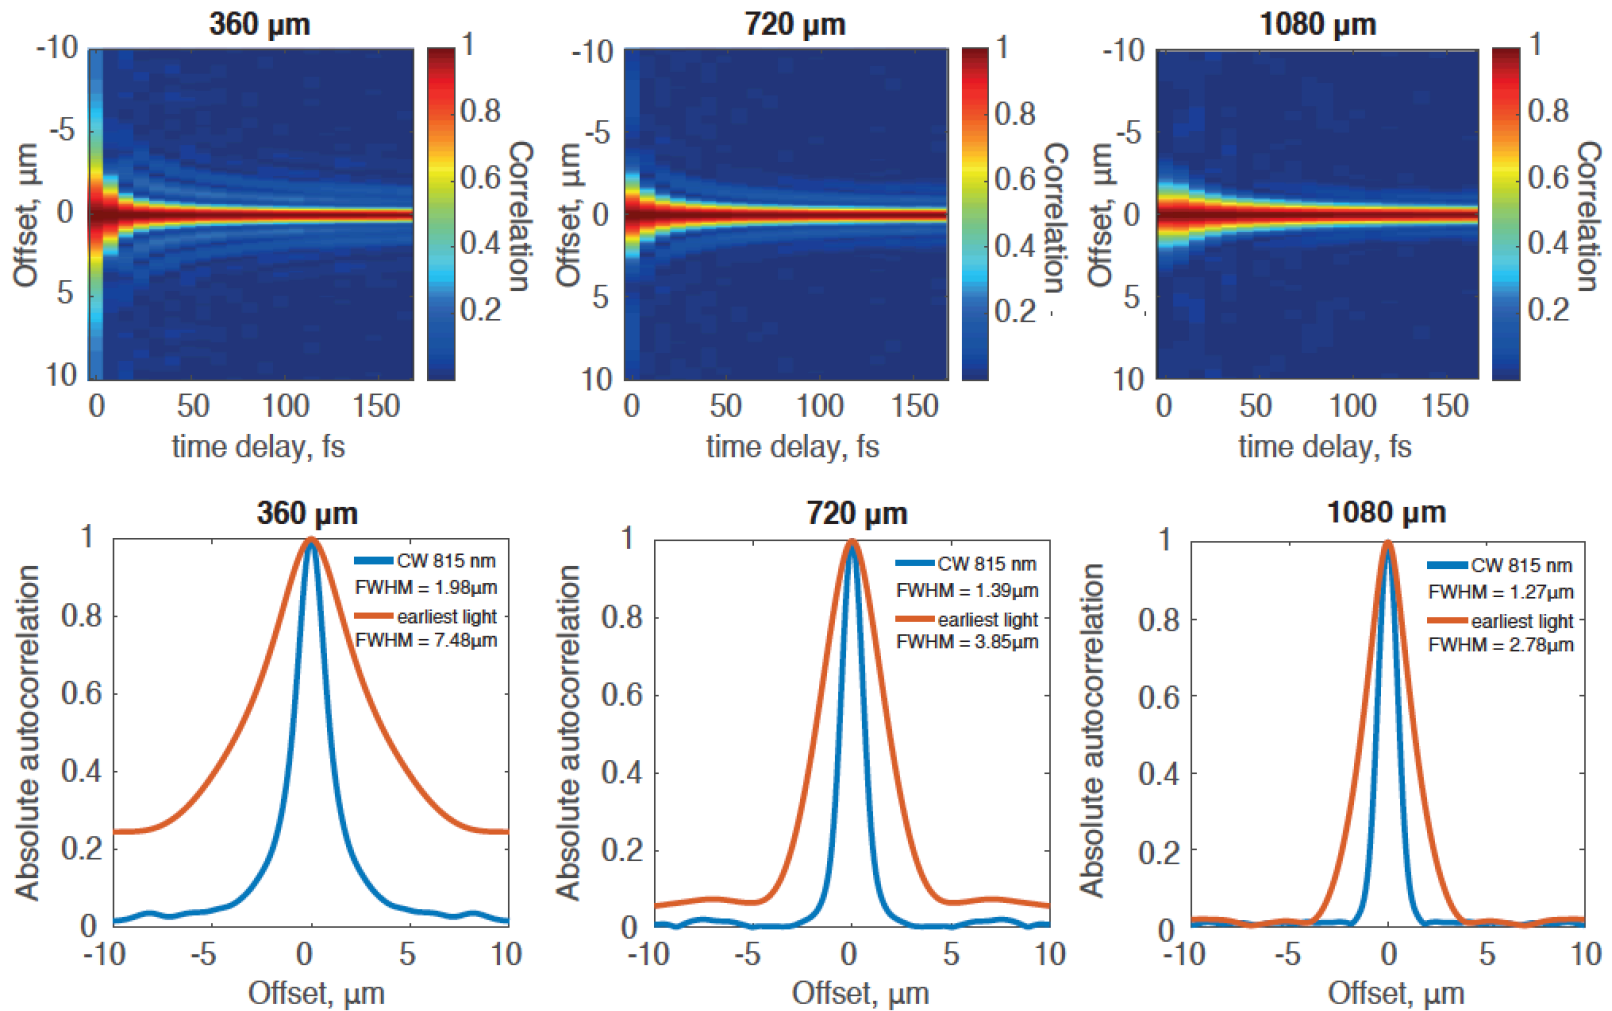 360 µm
720 µm
1080 µm
-10
-5
0
5
10
Offset, µm
0
50
100
150
time delay, fs
1
0.8
0.6
0.4
0.2
Correlation
-10
-5
0
5
10
Offset, µm
0
50
100
150
time delay, fs
1
0.8
0.6
0.4
0.2
Correlation
-10
-5
0
5
10
Offset, µm
0
50
100
150
time delay, fs
1
0.8
0.6
0.4
0.2
Correlation
360 µm
1
0.8
0.6
0.4
0.2
0
Absolute autocorrelation
CW 815 nm
FWHM = 1.98µm
earliest light
FWHM = 7.48µm
-10
-5
0
5
10
Offset, µm
720 µm
1
0.8
0.6
0.4
0.2
0
Absolute autocorrelation
CW 815 nm
FWHM = 1.39µm
earliest light
FWHM = 3.85µm
-10
-5
0
5
10
Offset, µm
1080 µm
1
0.8
0.6
0.4
0.2
0
Absolute autocorrelation
CW 815 nm
FWHM = 1.27µm
earliest light
FWHM = 2.78µm
-10
-5
0
5
10
Offset, µm